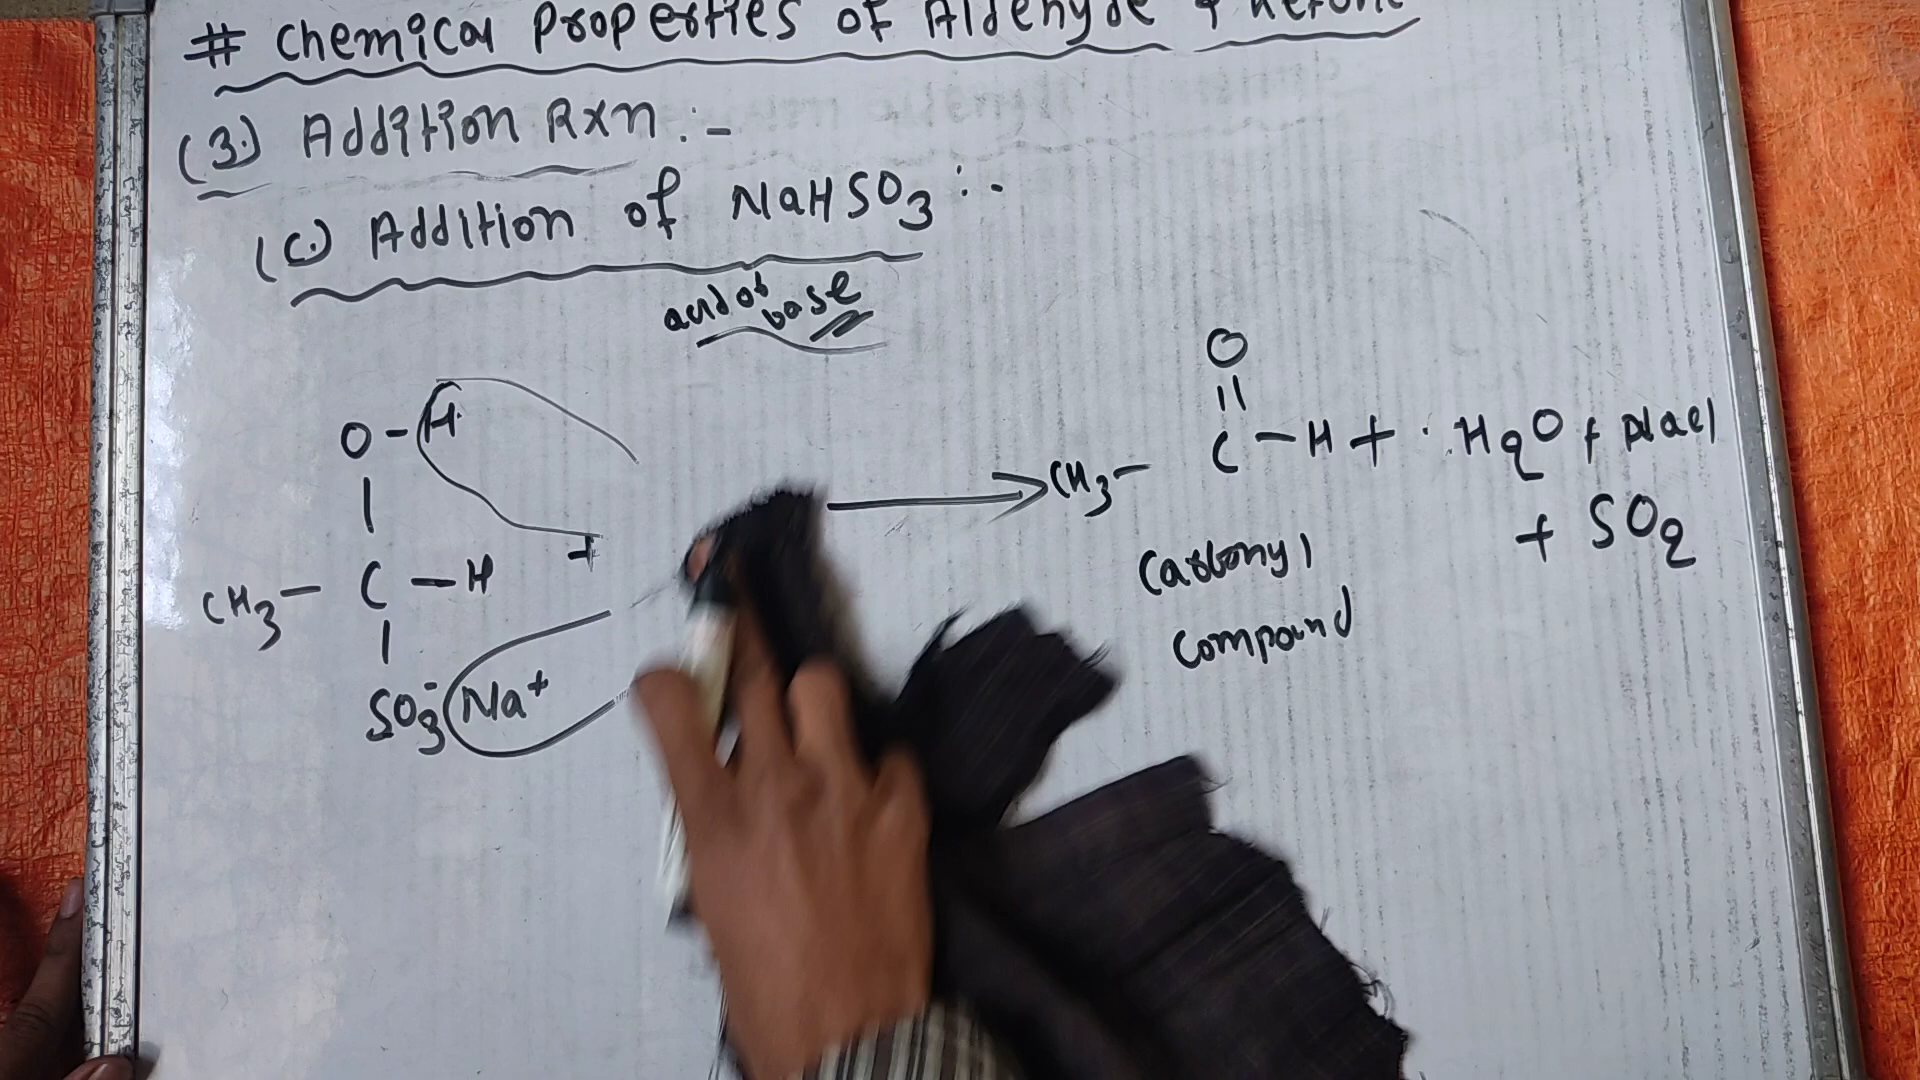 # Chemical Properties of Aldehyde & Ketone
(3.) Addition Rxn :-
(C.) Addition of NaHSO3 :-
acid or base
O
||
CH3 - C - H + H2O + NaCl
+ SO2
Carbonyl
Compound
O - H
|
CH3 - C - H
|
SO3- Na+
+